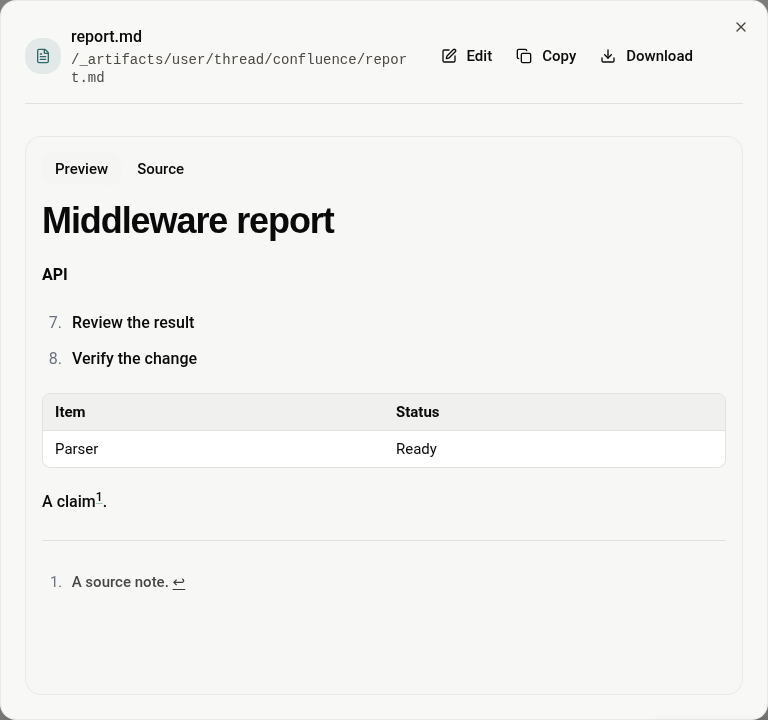 report.md
/_artifacts/user/thread/confluence/repor
t.md
Edit
Copy
Download
Preview
Source
Middleware report
API
7. Review the result
8. Verify the change
Item Status
Parser Ready
A claim1.
1. A source note. ↩